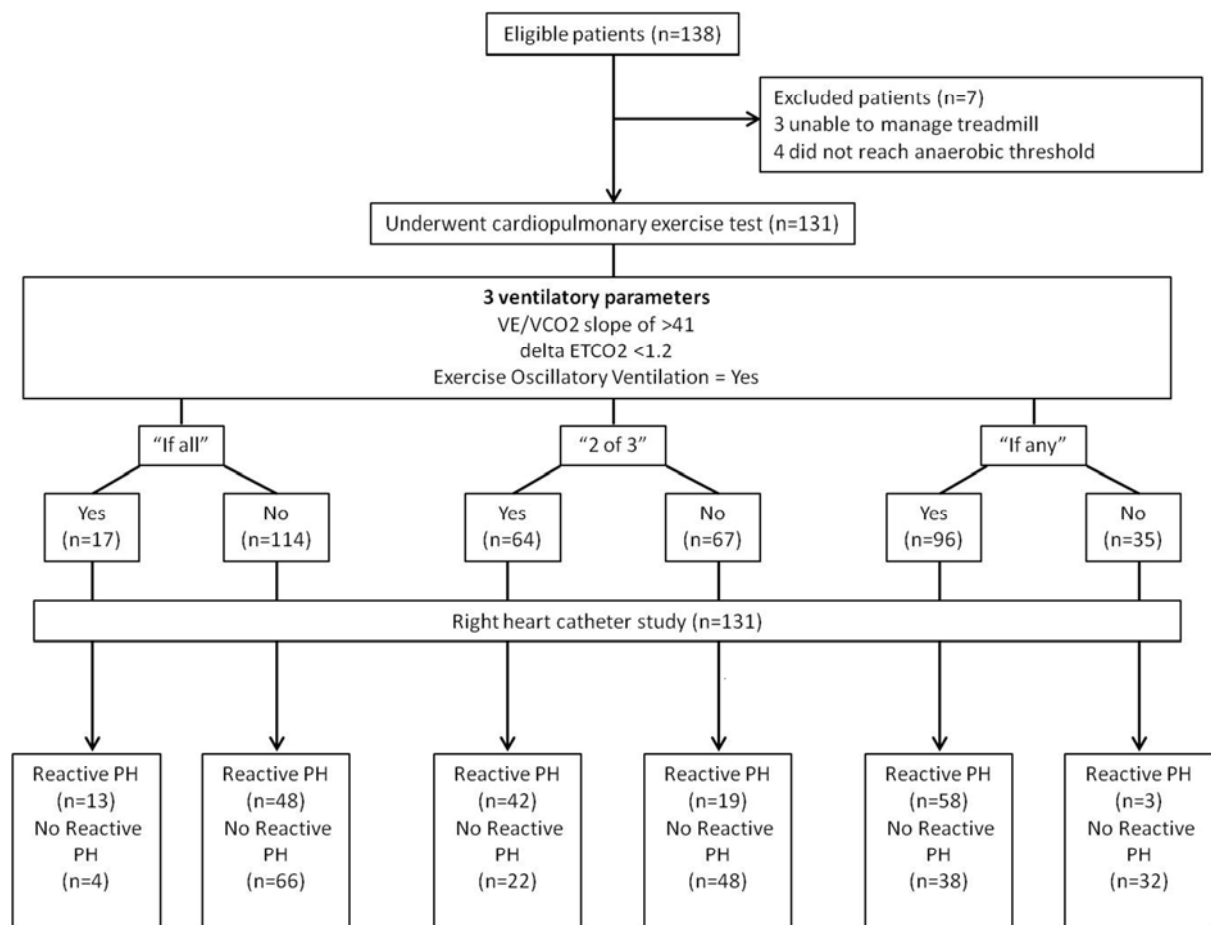 Eligible patients (n=138)
Excluded patients (n=7)
3 unable to manage treadmill
4 did not reach anaerobic threshold
Underwent cardiopulmonary exercise test (n=131)
3 ventilatory parameters
VE/VCO2 slope of >41
delta ETCO2 <1.2
Exercise Oscillatory Ventilation = Yes
“If all”
“2 of 3”
“If any”
Yes
(n=17)
No
(n=114)
Yes
(n=64)
No
(n=67)
Yes
(n=96)
No
(n=35)
Right heart catheter study (n=131)
Reactive PH
(n=13)
No Reactive
PH
(n=4)
Reactive PH
(n=48)
No Reactive
PH
(n=66)
Reactive PH
(n=42)
No Reactive
PH
(n=22)
Reactive PH
(n=19)
No Reactive
PH
(n=48)
Reactive PH
(n=58)
No Reactive
PH
(n=38)
Reactive PH
(n=3)
No Reactive
PH
(n=32)